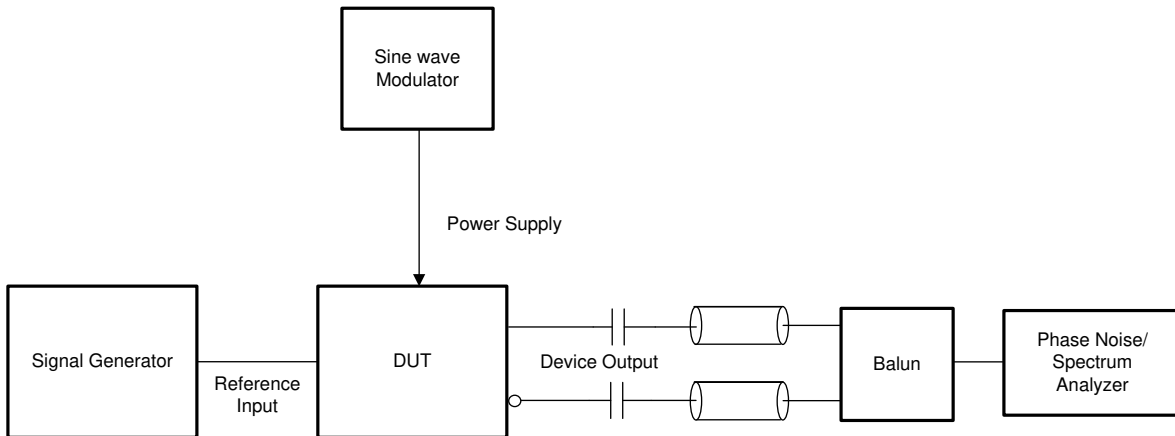 Sine wave
Modulator
Power Supply
Signal Generator
Reference
Input
DUT
Device Output
Balun
Phase Noise/
Spectrum
Analyzer